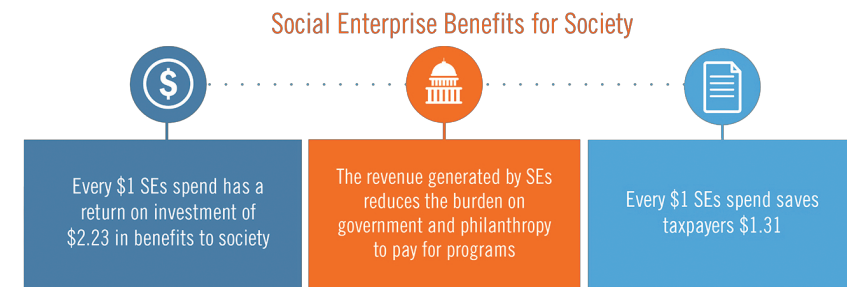 Social Enterprise Benefits for Society
$
Every $1 SEs spend has a
return on investment of
$2.23 in benefits to society
The revenue generated by SEs
reduces the burden on
government and philanthropy
to pay for programs
Every $1 SEs spend saves
taxpayers $1.31